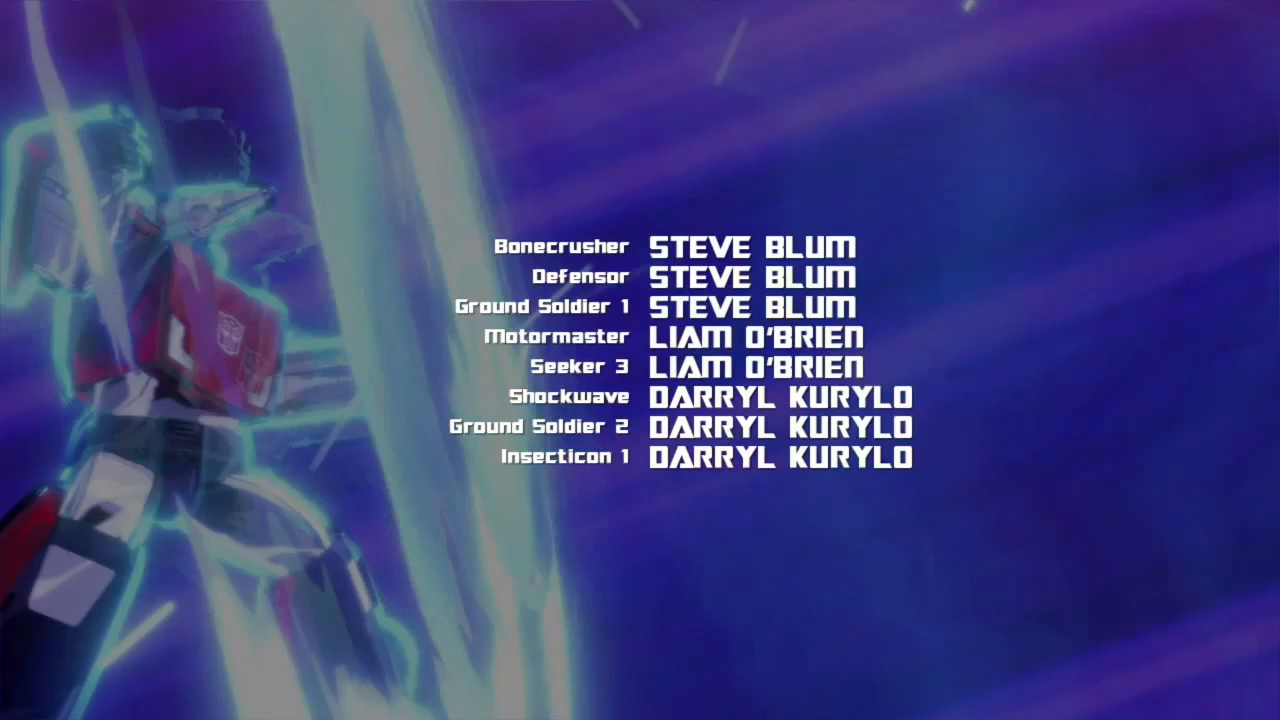 Bonecrusher STEVE BLUM
Defensor STEVE BLUM
Ground Soldier 1 STEVE BLUM
Motormaster LIAM O'BRIEN
Seeker 3 LIAM O'BRIEN
Shockwave DARRYL KURYLO
Ground Soldier 2 DARRYL KURYLO
Insecticon 1 DARRYL KURYLO